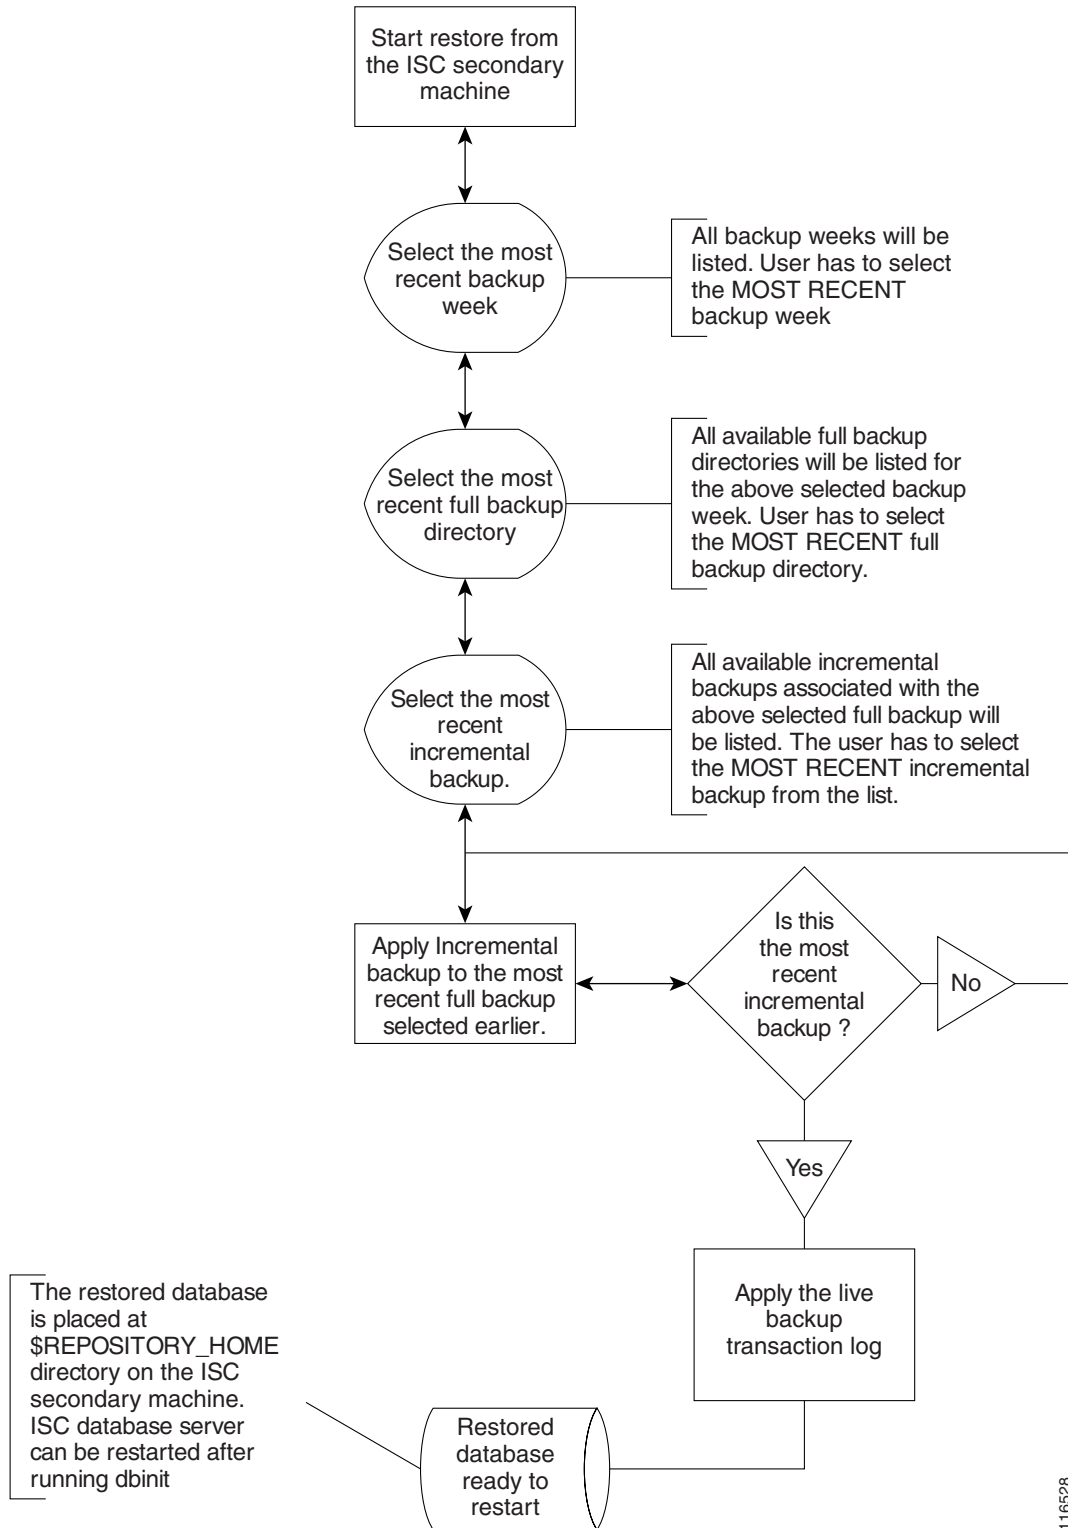 Start restore from
the ISC secondary
machine
Select the most
recent backup
week
All backup weeks will be
listed. User has to select
the MOST RECENT
backup week
Select the most
recent full backup
directory
All available full backup
directories will be listed for
the above selected backup
week. User has to select
the MOST RECENT full
backup directory.
Select the most
recent
incremental
backup.
All available incremental
backups associated with the
above selected full backup will
be listed. The user has to select
the MOST RECENT incremental
backup from the list.
Apply Incremental
backup to the most
recent full backup
selected earlier.
Is this
the most
recent
incremental
backup ?
No
Yes
Apply the live
backup
transaction log
The restored database
is placed at
$REPOSITORY_HOME
directory on the ISC
secondary machine.
ISC database server
can be restarted after
running dbinit
Restored
database
ready to
restart
116528